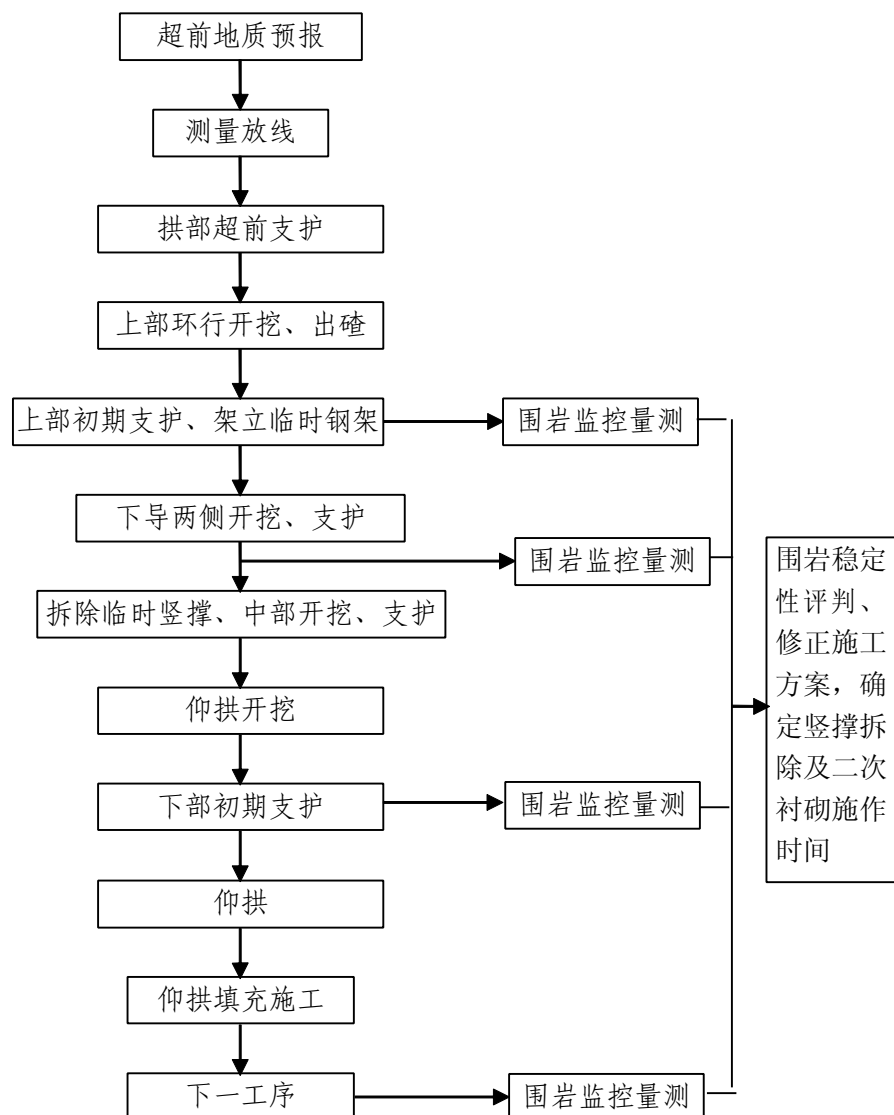 超前地质预报
测量放线
拱部超前支护
上部环行开挖、出碴
上部初期支护、架立临时钢架
围岩监控量测
下导两侧开挖、支护
围岩监控量测
拆除临时竖撑、中部开挖、支护
仰拱开挖
下部初期支护
围岩监控量测
仰拱
仰拱填充施工
下一工序
围岩监控量测
围岩稳定
性评判、
修正施工
方案，确
定竖撑拆
除及二次
衬砌施作
时间